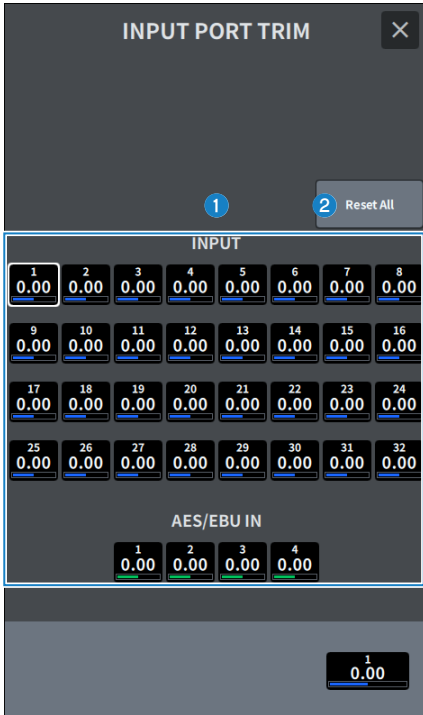 INPUT PORT TRIM
1
2 Reset All
INPUT
1 2 3 4 5 6 7 8
0.00 0.00 0.00 0.00 0.00 0.00 0.00 0.00
9 10 11 12 13 14 15 16
0.00 0.00 0.00 0.00 0.00 0.00 0.00 0.00
17 18 19 20 21 22 23 24
0.00 0.00 0.00 0.00 0.00 0.00 0.00 0.00
25 26 27 28 29 30 31 32
0.00 0.00 0.00 0.00 0.00 0.00 0.00 0.00
AES/EBU IN
1 2 3 4
0.00 0.00 0.00 0.00
1
0.00